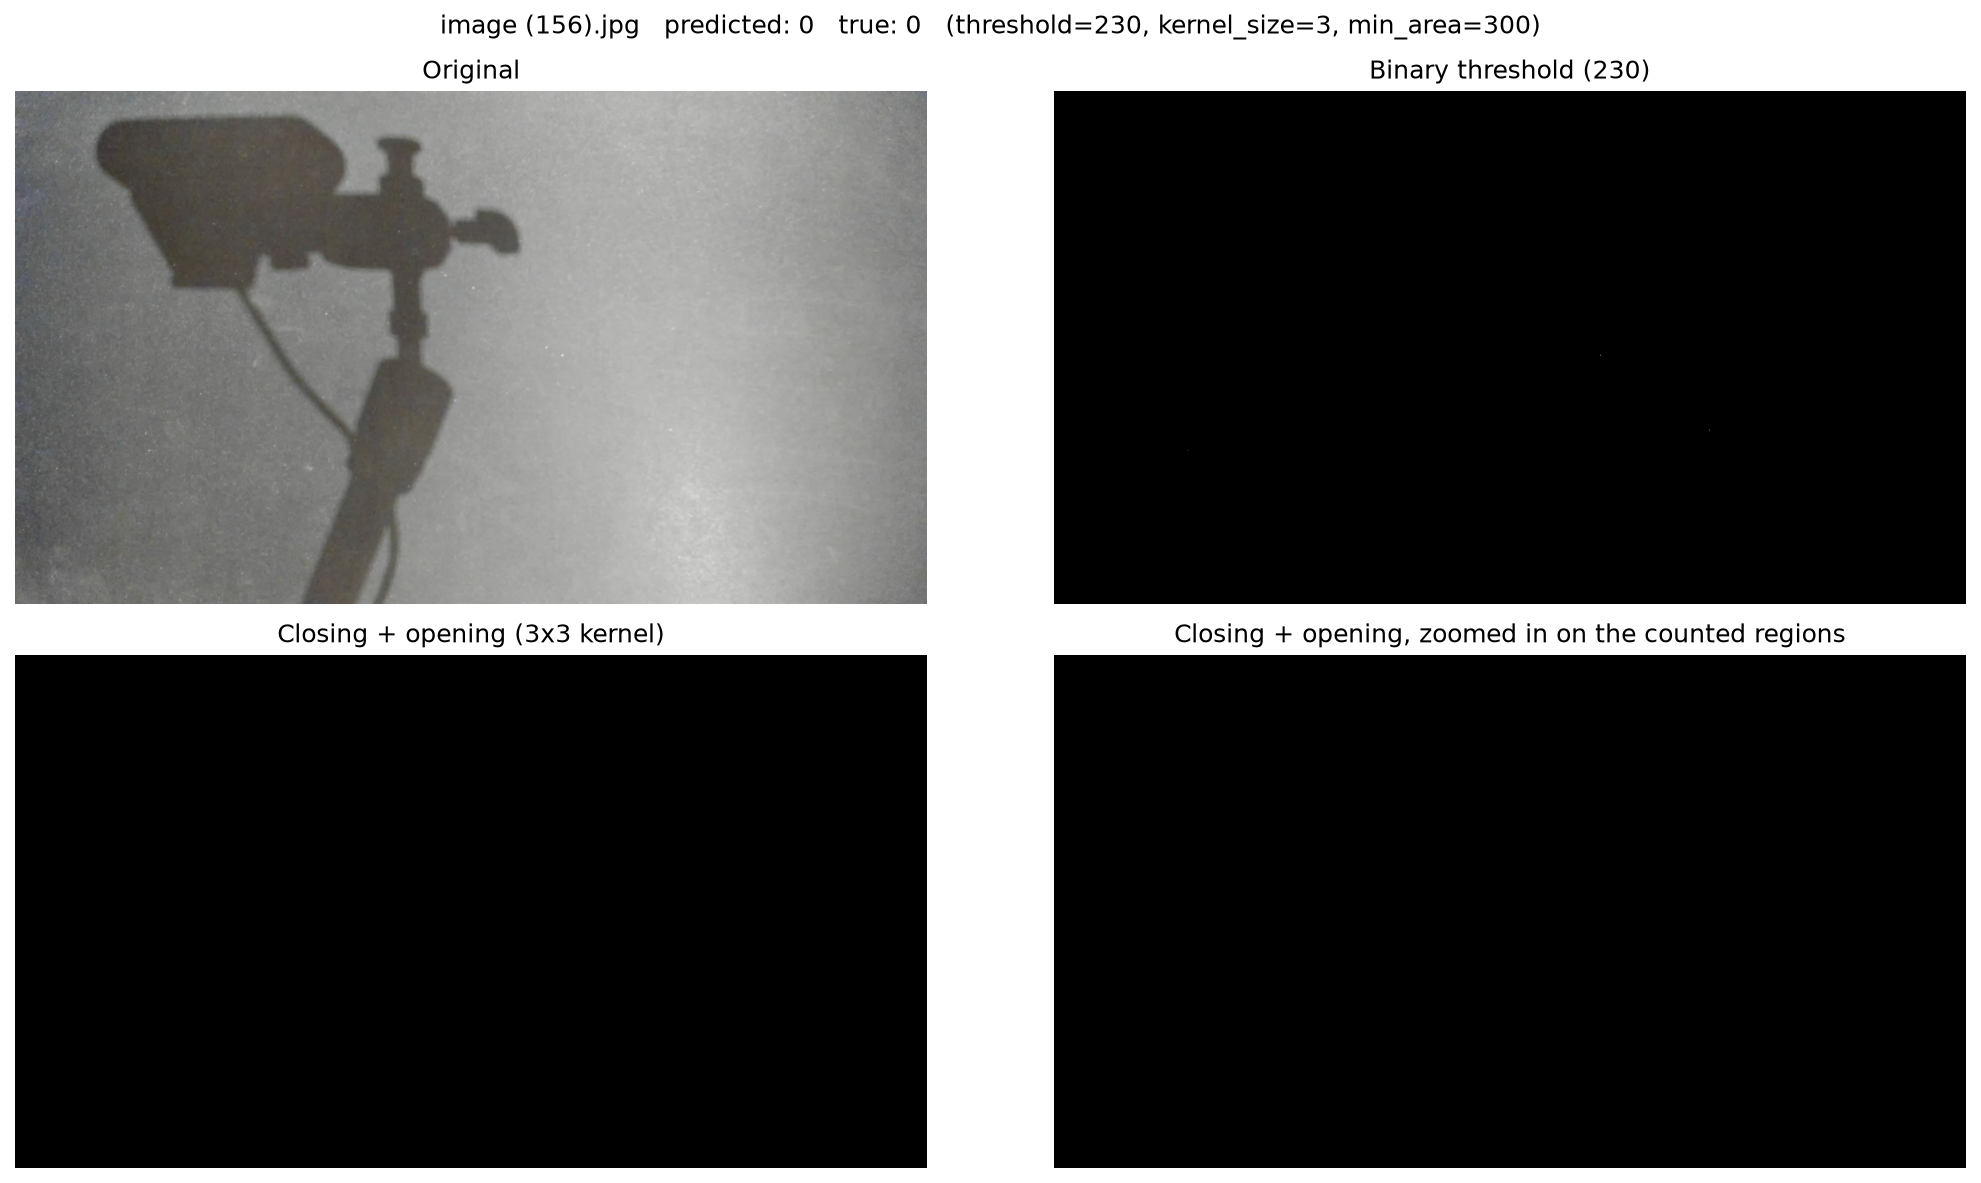 image (156).jpg   predicted: 0   true: 0   (threshold=230, kernel_size=3, min_area=300)
Original
Binary threshold (230)
Closing + opening (3x3 kernel)
Closing + opening, zoomed in on the counted regions